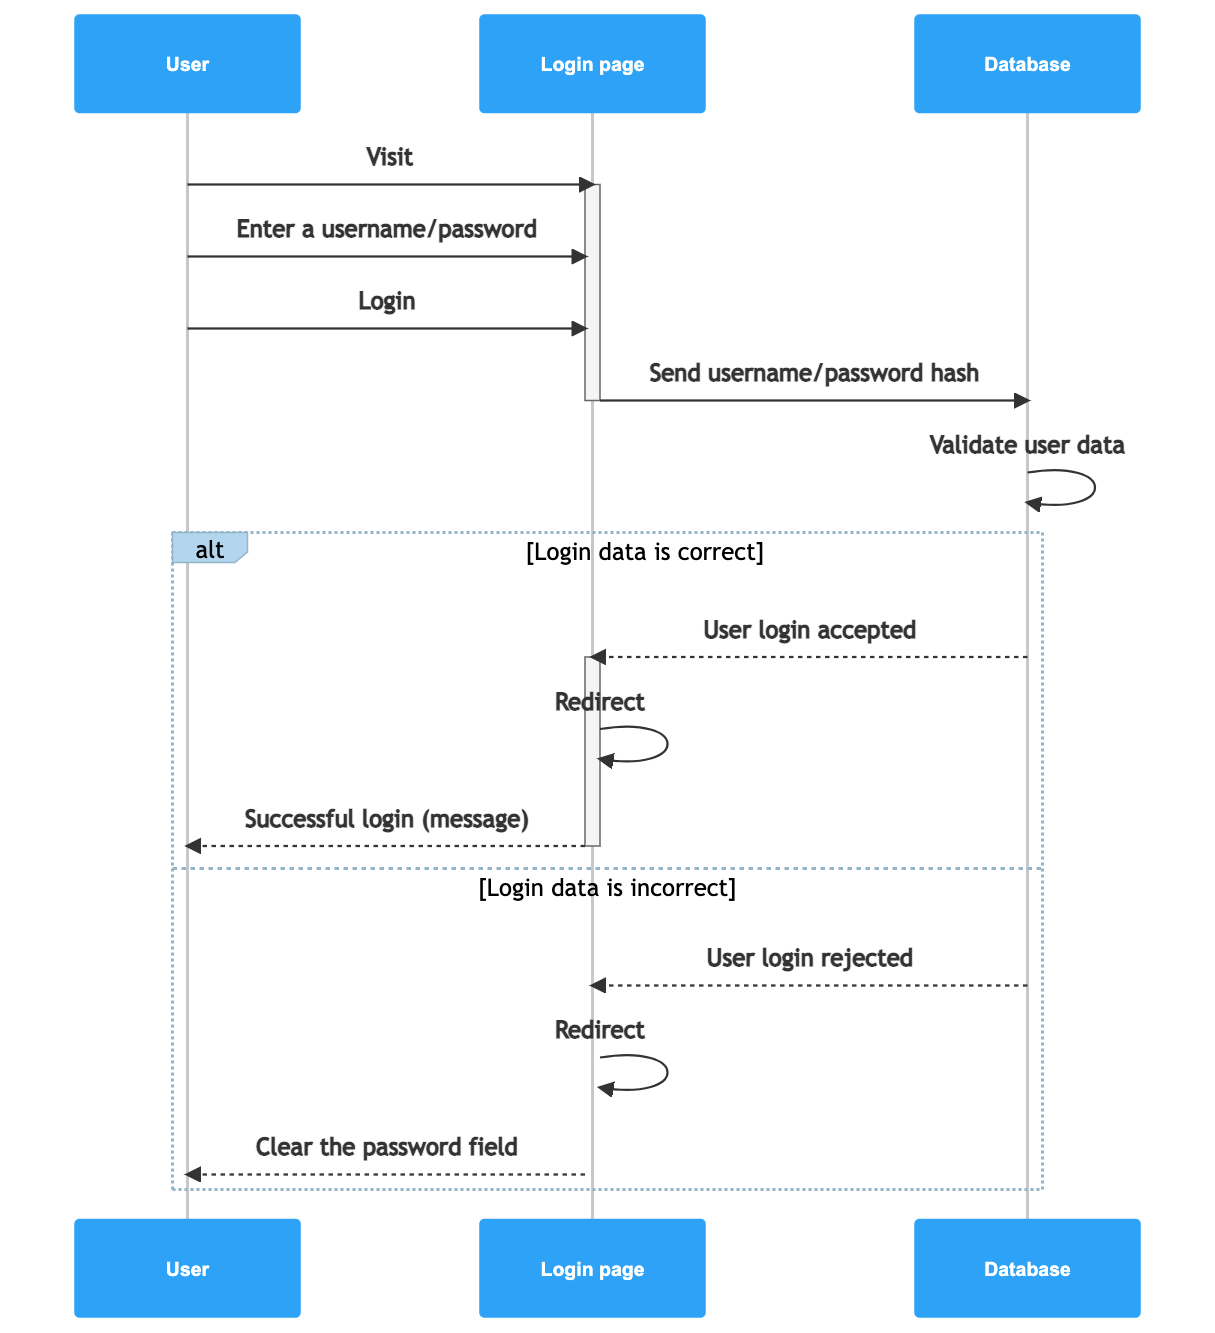 User
Login page
Database
Visit
Enter a username/password
Login
Send username/password hash
Validate user data
alt
[Login data is correct]
User login accepted
Redirect
Successful login (message)
[Login data is incorrect]
User login rejected
Redirect
Clear the password field
User
Login page
Database